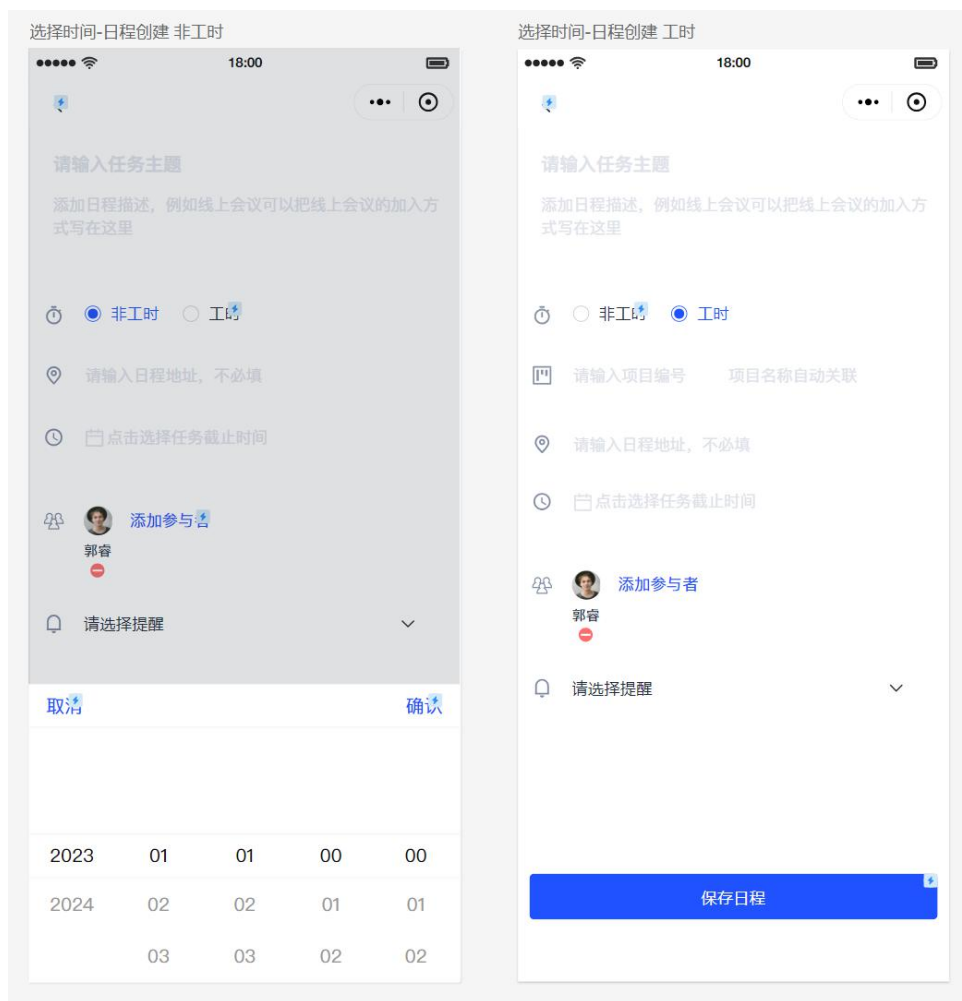 选择时间-日程创建 非工时
18:00
请输入任务主题
添加日程描述，例如线上会议可以把线上会议的加入方
式写在这里
非工时 工时
请输入日程地址，不必填
点击选择任务截止时间
添加参与者
郭睿
请选择提醒
取消 确认
2023 01 01 00 00
2024 02 02 01 01
03 03 02 02
选择时间-日程创建 工时
18:00
请输入任务主题
添加日程描述，例如线上会议可以把线上会议的加入方
式写在这里
非工时 工时
请输入项目编号 项目名称自动关联
请输入日程地址，不必填
点击选择任务截止时间
添加参与者
郭睿
请选择提醒
保存日程